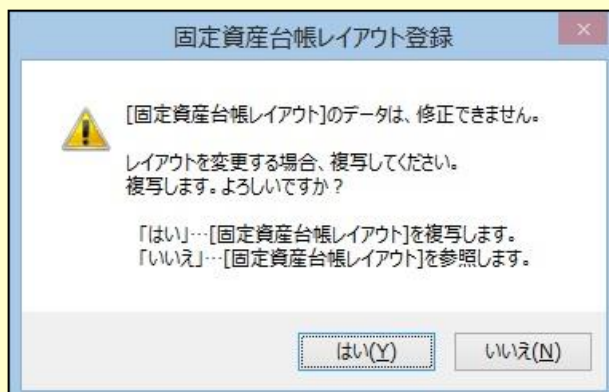 固定資産台帳レイアウト登録
[固定資産台帳レイアウト]のデータは、修正できません。
レイアウトを変更する場合、複写してください。
複写します。よろしいですか？
「はい」…[固定資産台帳レイアウト]を複写します。
「いいえ」…[固定資産台帳レイアウト]を参照します。
はい(Y)
いいえ(N)